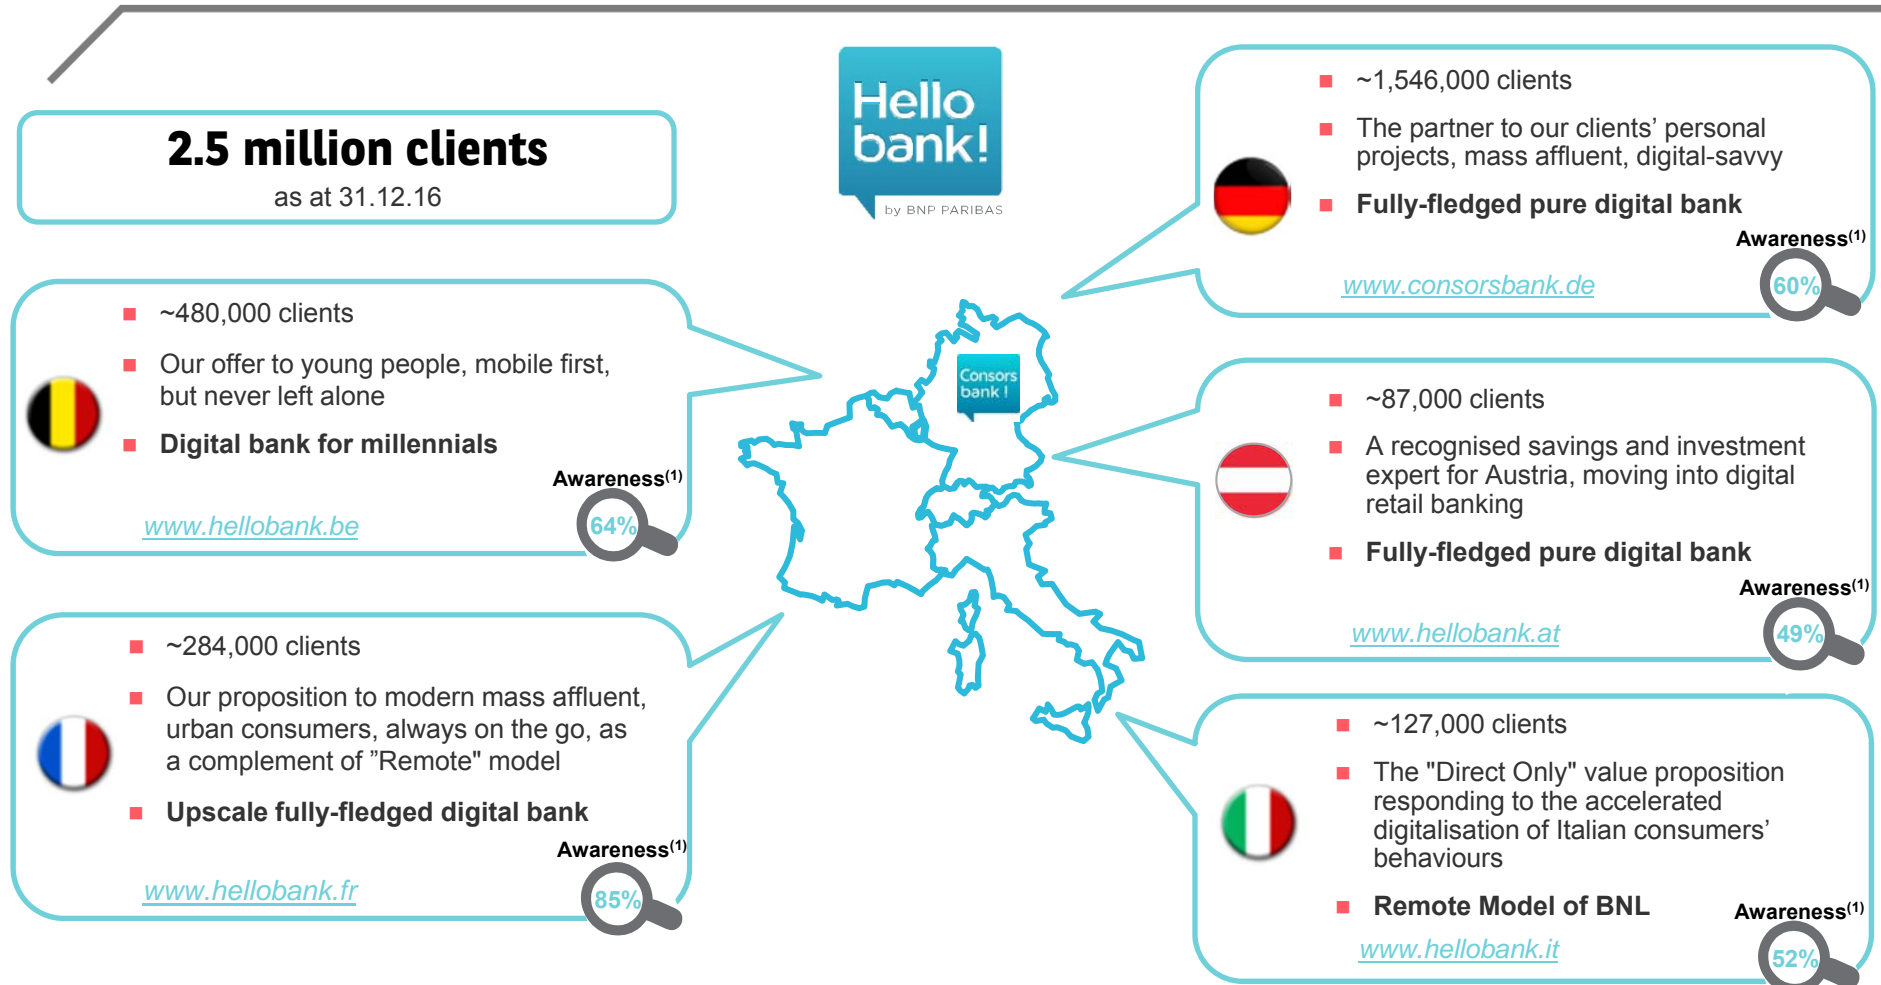 2.5 million clients
as at 31.12.16
Hello
bank!
by BNP PARIBAS
~480,000 clients
Our offer to young people, mobile first,
but never left alone
Digital bank for millennials
Awareness(1)
www.hellobank.be
64%
~284,000 clients
Our proposition to modern mass affluent,
urban consumers, always on the go, as
a complement of ”Remote" model
Upscale fully-fledged digital bank
Awareness(1)
www.hellobank.fr
85%
Consors
bank !
~1,546,000 clients
The partner to our clients’ personal
projects, mass affluent, digital-savvy
Fully-fledged pure digital bank
Awareness(1)
www.consorsbank.de
60%
~87,000 clients
A recognised savings and investment
expert for Austria, moving into digital
retail banking
Fully-fledged pure digital bank
Awareness(1)
www.hellobank.at
49%
~127,000 clients
The "Direct Only" value proposition
responding to the accelerated
digitalisation of Italian consumers’
behaviours
Remote Model of BNL
Awareness(1)
www.hellobank.it
52%